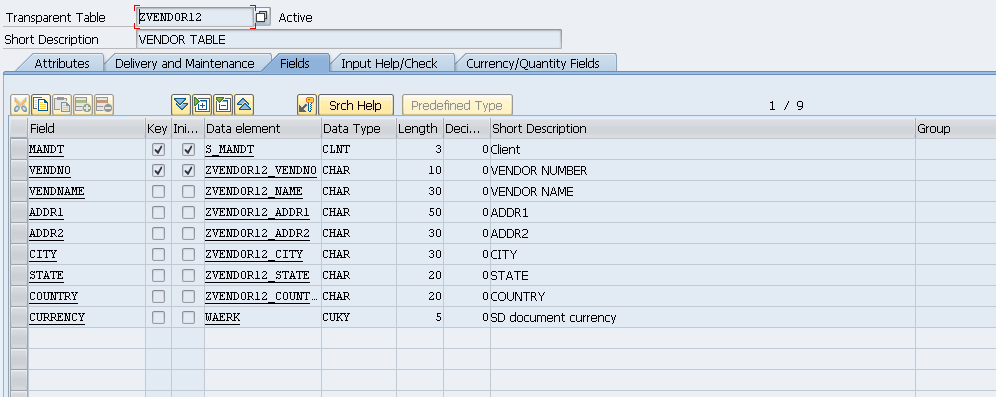 Transparent Table ZVENDOR12 Active
Short Description VENDOR TABLE
Attributes Delivery and Maintenance Fields Input Help/Check Currency/Quantity Fields
Srch Help Predefined Type 1 / 9
Field Key Ini... Data element Data Type Length Deci... Short Description Group
MANDT S_MANDT CLNT 3 0 Client
VENDNO ZVENDOR12_VENDNO CHAR 10 0 VENDOR NUMBER
VENDNAME ZVENDOR12_NAME CHAR 30 0 VENDOR NAME
ADDR1 ZVENDOR12_ADDR1 CHAR 50 0 ADDR1
ADDR2 ZVENDOR12_ADDR2 CHAR 30 0 ADDR2
CITY ZVENDOR12_CITY CHAR 30 0 CITY
STATE ZVENDOR12_STATE CHAR 20 0 STATE
COUNTRY ZVENDOR12_COUNT... CHAR 20 0 COUNTRY
CURRENCY WAERK CUKY 5 0 SD document currency